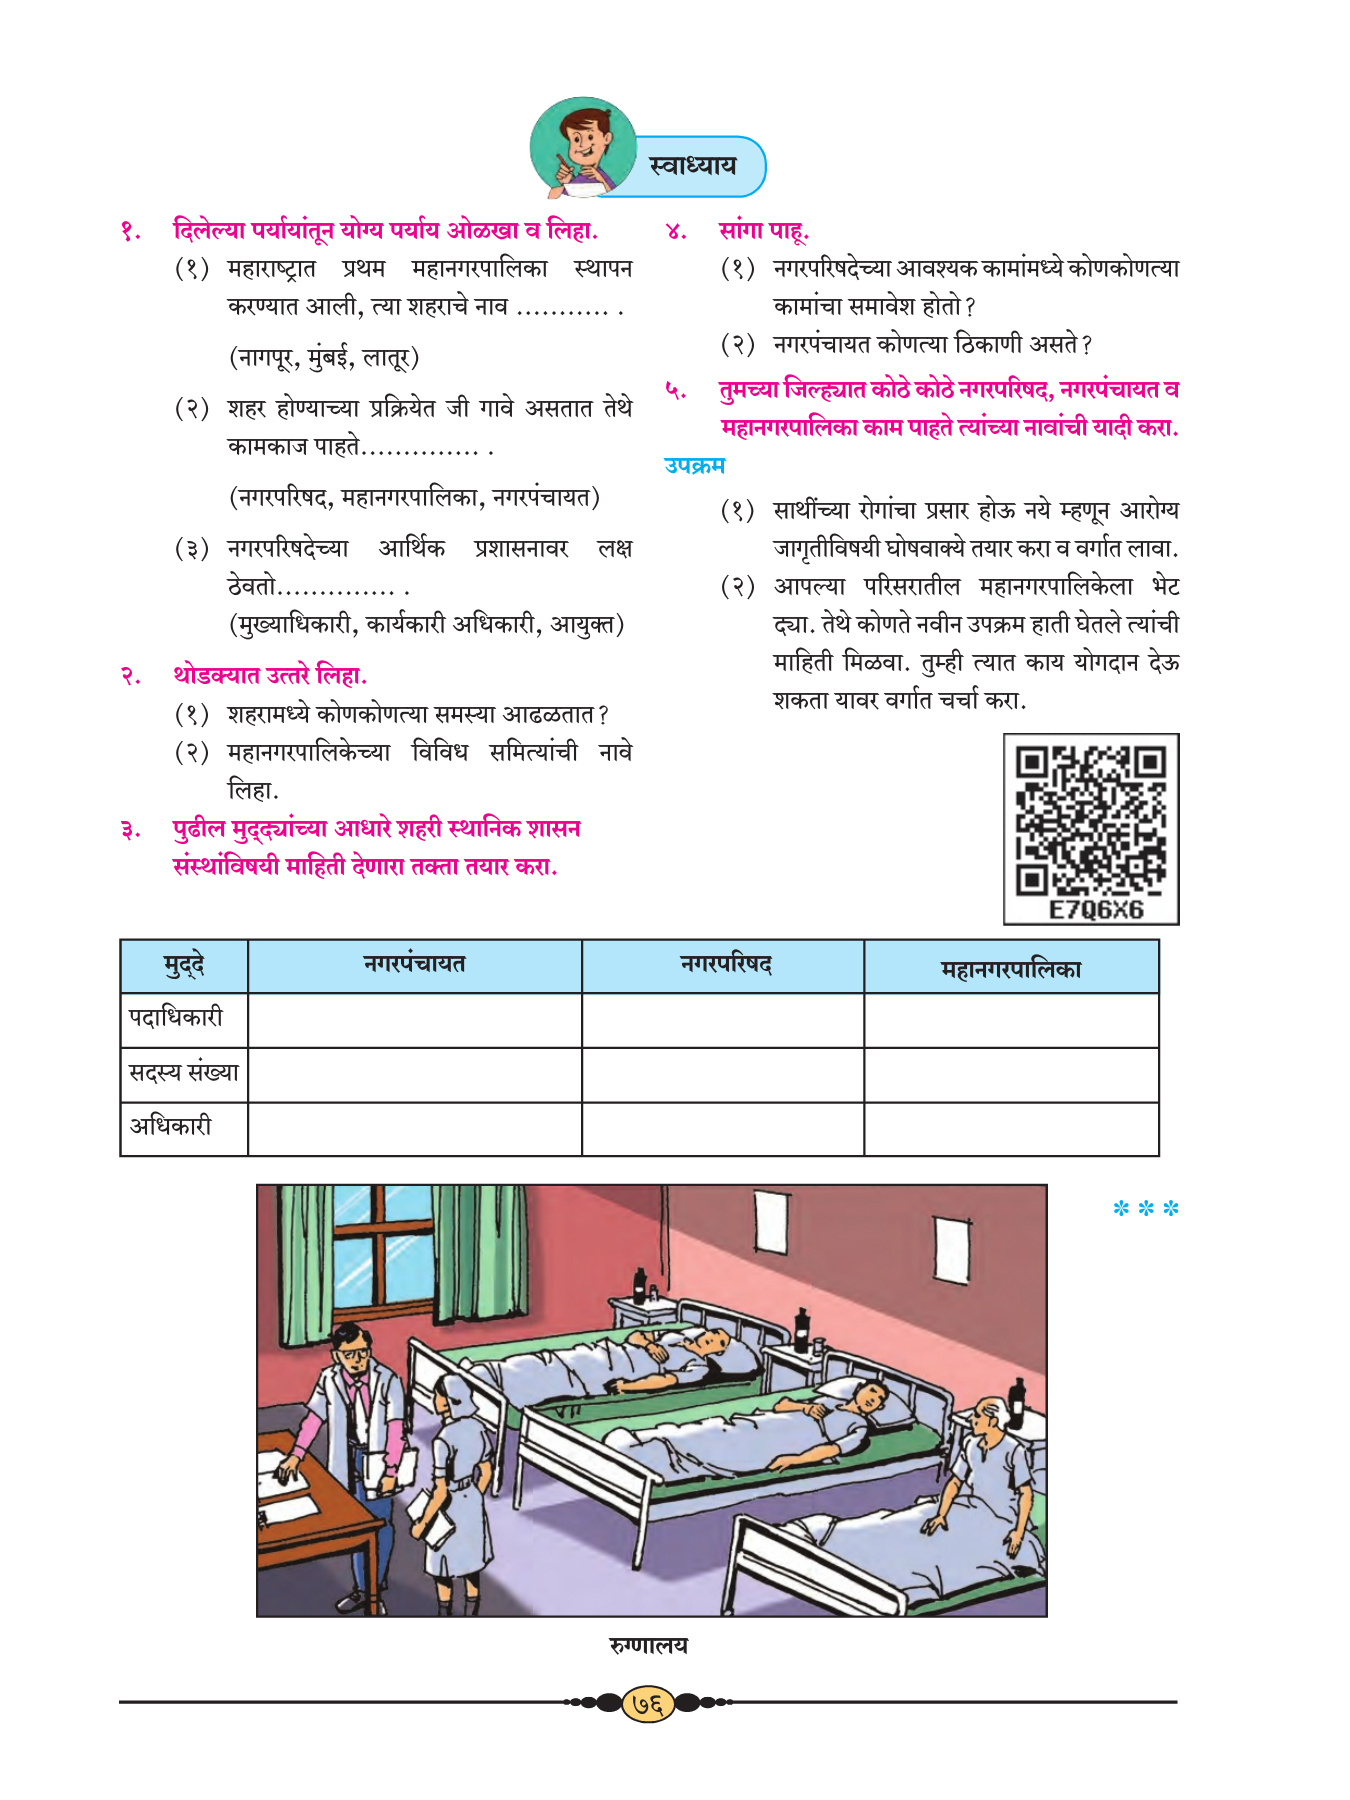 स्वाध्याय
१. दिलेल्या पर्यायांतून योग्य पर्याय ओळखा व लिहा.
(१) महाराष्ट्रात प्रथम महानगरपालिका स्थापन
करण्यात आली, त्या शहराचे नाव ........... .
(नागपूर, मुंबई, लातूर)
(२) शहर होण्याच्या प्रक्रियेत जी गावे असतात तेथे
कामकाज पाहते.............. .
(नगरपरिषद, महानगरपालिका, नगरपंचायत)
(३) नगरपरिषदेच्या आर्थिक प्रशासनावर लक्ष
ठेवतो.............. .
(मुख्याधिकारी, कार्यकारी अधिकारी, आयुक्त)
२. थोडक्यात उत्तरे लिहा.
(१) शहरामध्ये कोणकोणत्या समस्या आढळतात?
(२) महानगरपालिकेच्या विविध समित्यांची नावे
लिहा.
३. पुढील मुद्द्यांच्या आधारे शहरी स्थानिक शासन
संस्थांविषयी माहिती देणारा तक्ता तयार करा.
४. सांगा पाहू.
(१) नगरपरिषदेच्या आवश्यक कामांमध्ये कोणकोणत्या
कामांचा समावेश होतो?
(२) नगरपंचायत कोणत्या ठिकाणी असते?
५. तुमच्या जिल्ह्यात कोठे कोठे नगरपरिषद, नगरपंचायत व
महानगरपालिका काम पाहते त्यांच्या नावांची यादी करा.
उपक्रम
(१) साथींच्या रोगांचा प्रसार होऊ नये म्हणून आरोग्य
जागृतीविषयी घोषवाक्ये तयार करा व वर्गात लावा.
(२) आपल्या परिसरातील महानगरपालिकेला भेट
द्या. तेथे कोणते नवीन उपक्रम हाती घेतले त्यांची
माहिती मिळवा. तुम्ही त्यात काय योगदान देऊ
शकता यावर वर्गात चर्चा करा.
E7Q6X6
मुद्दे नगरपंचायत नगरपरिषद महानगरपालिका
पदाधिकारी
सदस्य संख्या
अधिकारी
* * *
रुग्णालय
७६